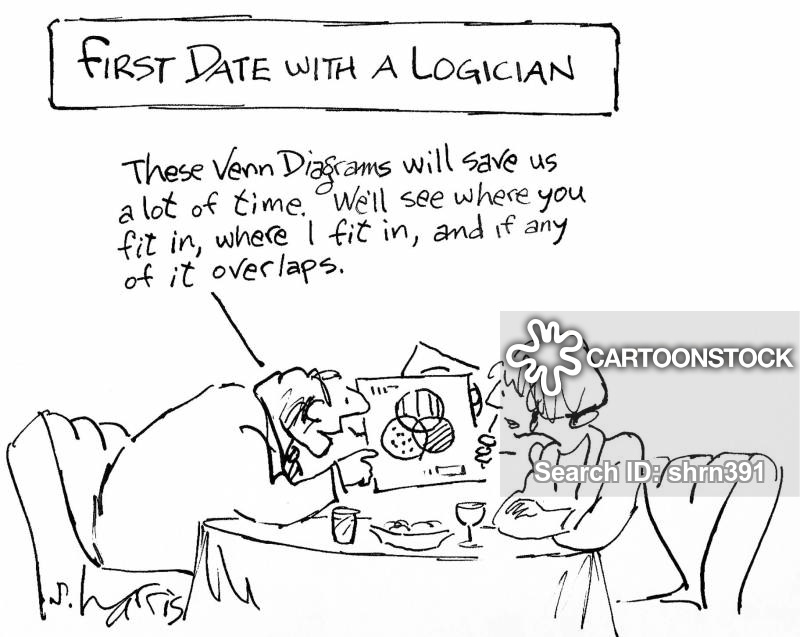 FIRST DATE WITH A LOGICIAN
These Venn Diagrams will save us
a lot of time. We'll see where you
fit in, where I fit in, and if any
of it overlaps.
CARTOONSTOCK
Search ID: shrn391
S. Harris